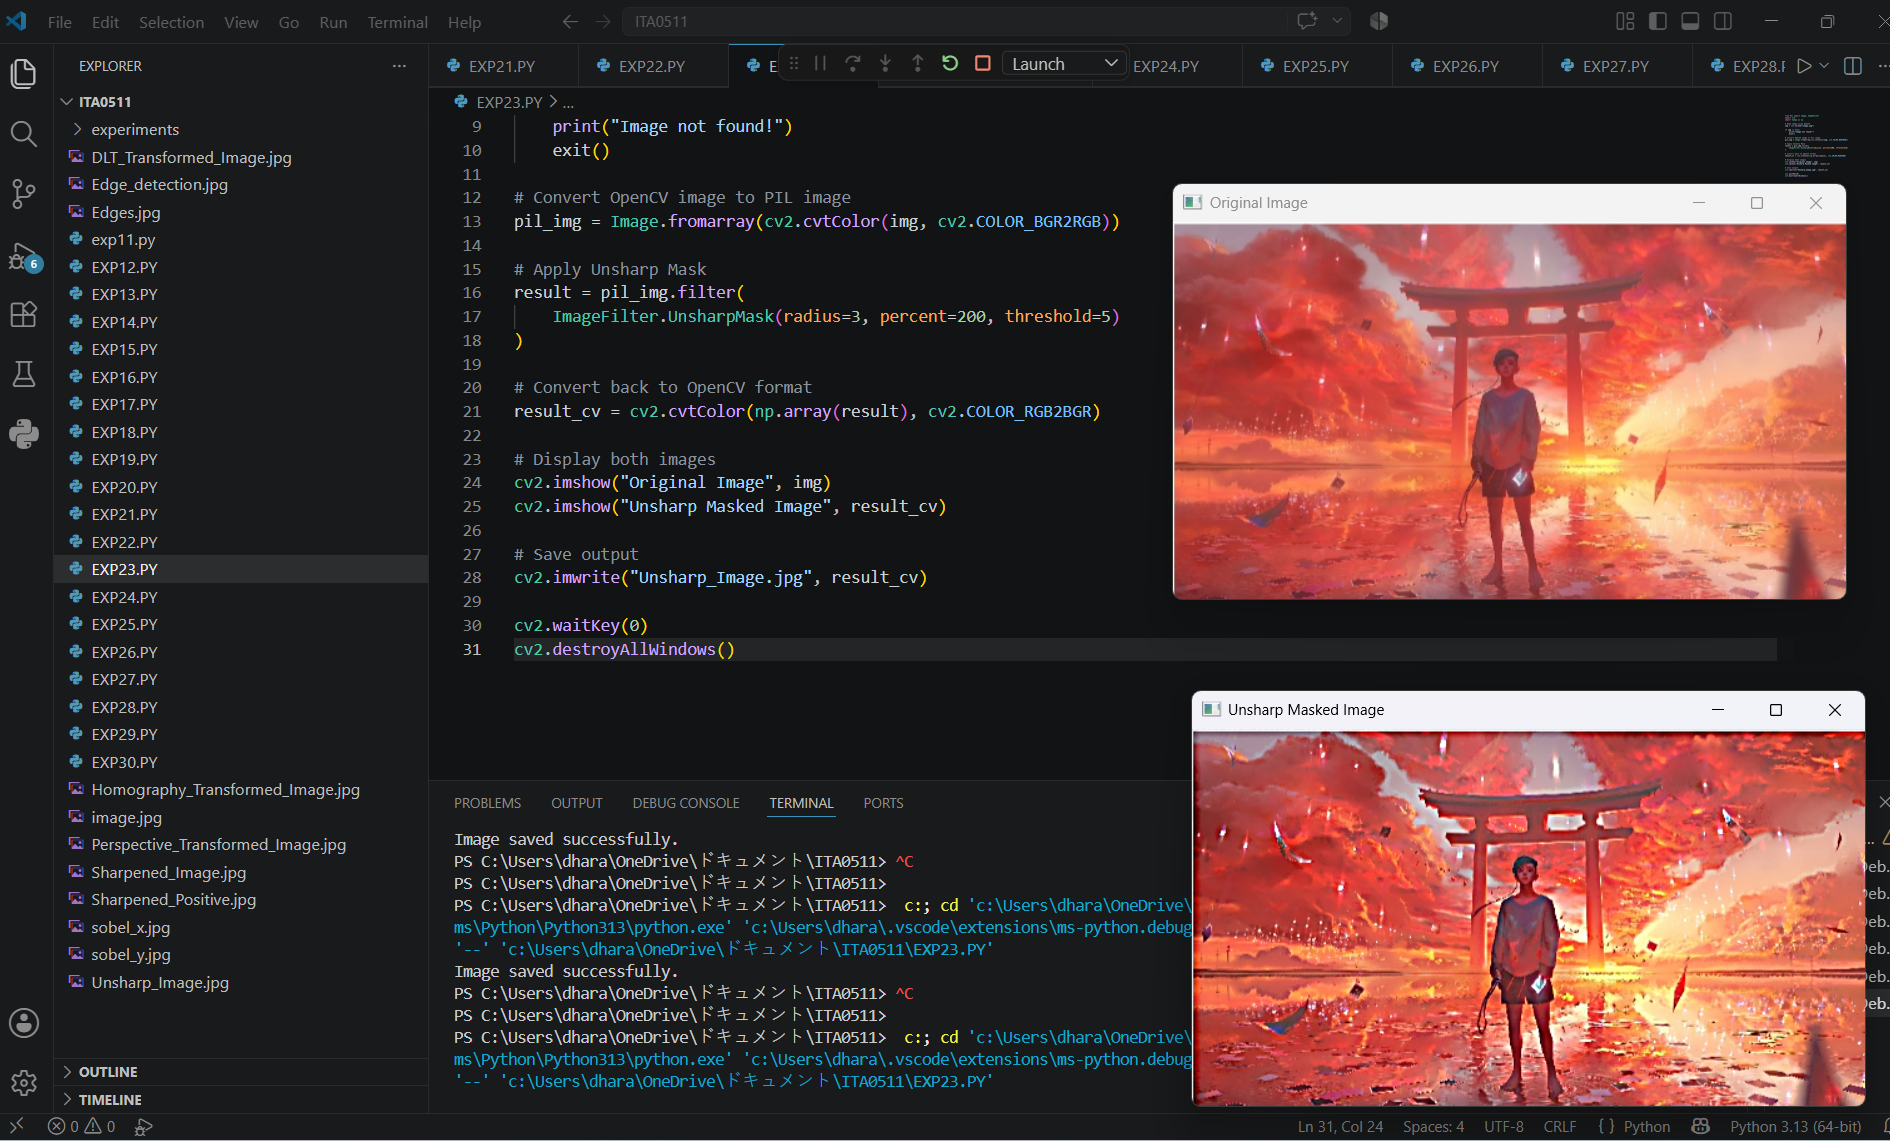 File Edit Selection View Go Run Terminal Help
ITA0511
EXPLORER
ITA0511
experiments
DLT_Transformed_Image.jpg
Edge_detection.jpg
Edges.jpg
exp11.py
EXP12.PY
EXP13.PY
EXP14.PY
EXP15.PY
EXP16.PY
EXP17.PY
EXP18.PY
EXP19.PY
EXP20.PY
EXP21.PY
EXP22.PY
EXP23.PY
EXP24.PY
EXP25.PY
EXP26.PY
EXP27.PY
EXP28.PY
EXP29.PY
EXP30.PY
Homography_Transformed_Image.jpg
image.jpg
Perspective_Transformed_Image.jpg
Sharpened_Image.jpg
Sharpened_Positive.jpg
sobel_x.jpg
sobel_y.jpg
Unsharp_Image.jpg
OUTLINE
TIMELINE
6
EXP21.PY EXP22.PY E Launch EXP24.PY EXP25.PY EXP26.PY EXP27.PY EXP28.P
EXP23.PY > ...
9 print("Image not found!")
10 exit()
11
12 # Convert OpenCV image to PIL image
13 pil_img = Image.fromarray(cv2.cvtColor(img, cv2.COLOR_BGR2RGB))
14
15 # Apply Unsharp Mask
16 result = pil_img.filter(
17 ImageFilter.UnsharpMask(radius=3, percent=200, threshold=5)
18 )
19
20 # Convert back to OpenCV format
21 result_cv = cv2.cvtColor(np.array(result), cv2.COLOR_RGB2BGR)
22
23 # Display both images
24 cv2.imshow("Original Image", img)
25 cv2.imshow("Unsharp Masked Image", result_cv)
26
27 # Save output
28 cv2.imwrite("Unsharp_Image.jpg", result_cv)
29
30 cv2.waitKey(0)
31 cv2.destroyAllWindows()
Original Image
Unsharp Masked Image
PROBLEMS OUTPUT DEBUG CONSOLE TERMINAL PORTS
Image saved successfully.
PS C:\Users\dhara\OneDrive\ドキュメント\ITA0511> ^C
PS C:\Users\dhara\OneDrive\ドキュメント\ITA0511>
PS C:\Users\dhara\OneDrive\ドキュメント\ITA0511> c:; cd 'c:\Users\dhara\OneDrive\
ms\Python\Python313\python.exe' 'c:\Users\dhara\.vscode\extensions\ms-python.debug
'--' 'c:\Users\dhara\OneDrive\ドキュメント\ITA0511\EXP23.PY'
Image saved successfully.
PS C:\Users\dhara\OneDrive\ドキュメント\ITA0511> ^C
PS C:\Users\dhara\OneDrive\ドキュメント\ITA0511>
PS C:\Users\dhara\OneDrive\ドキュメント\ITA0511> c:; cd 'c:\Users\dhara\OneDrive\
ms\Python\Python313\python.exe' 'c:\Users\dhara\.vscode\extensions\ms-python.debug
'--' 'c:\Users\dhara\OneDrive\ドキュメント\ITA0511\EXP23.PY'
Deb...
Deb...
Deb...
Deb...
Deb...
Deb...
0 0
Ln 31, Col 24 Spaces: 4 UTF-8 CRLF {} Python Python 3.13 (64-bit)